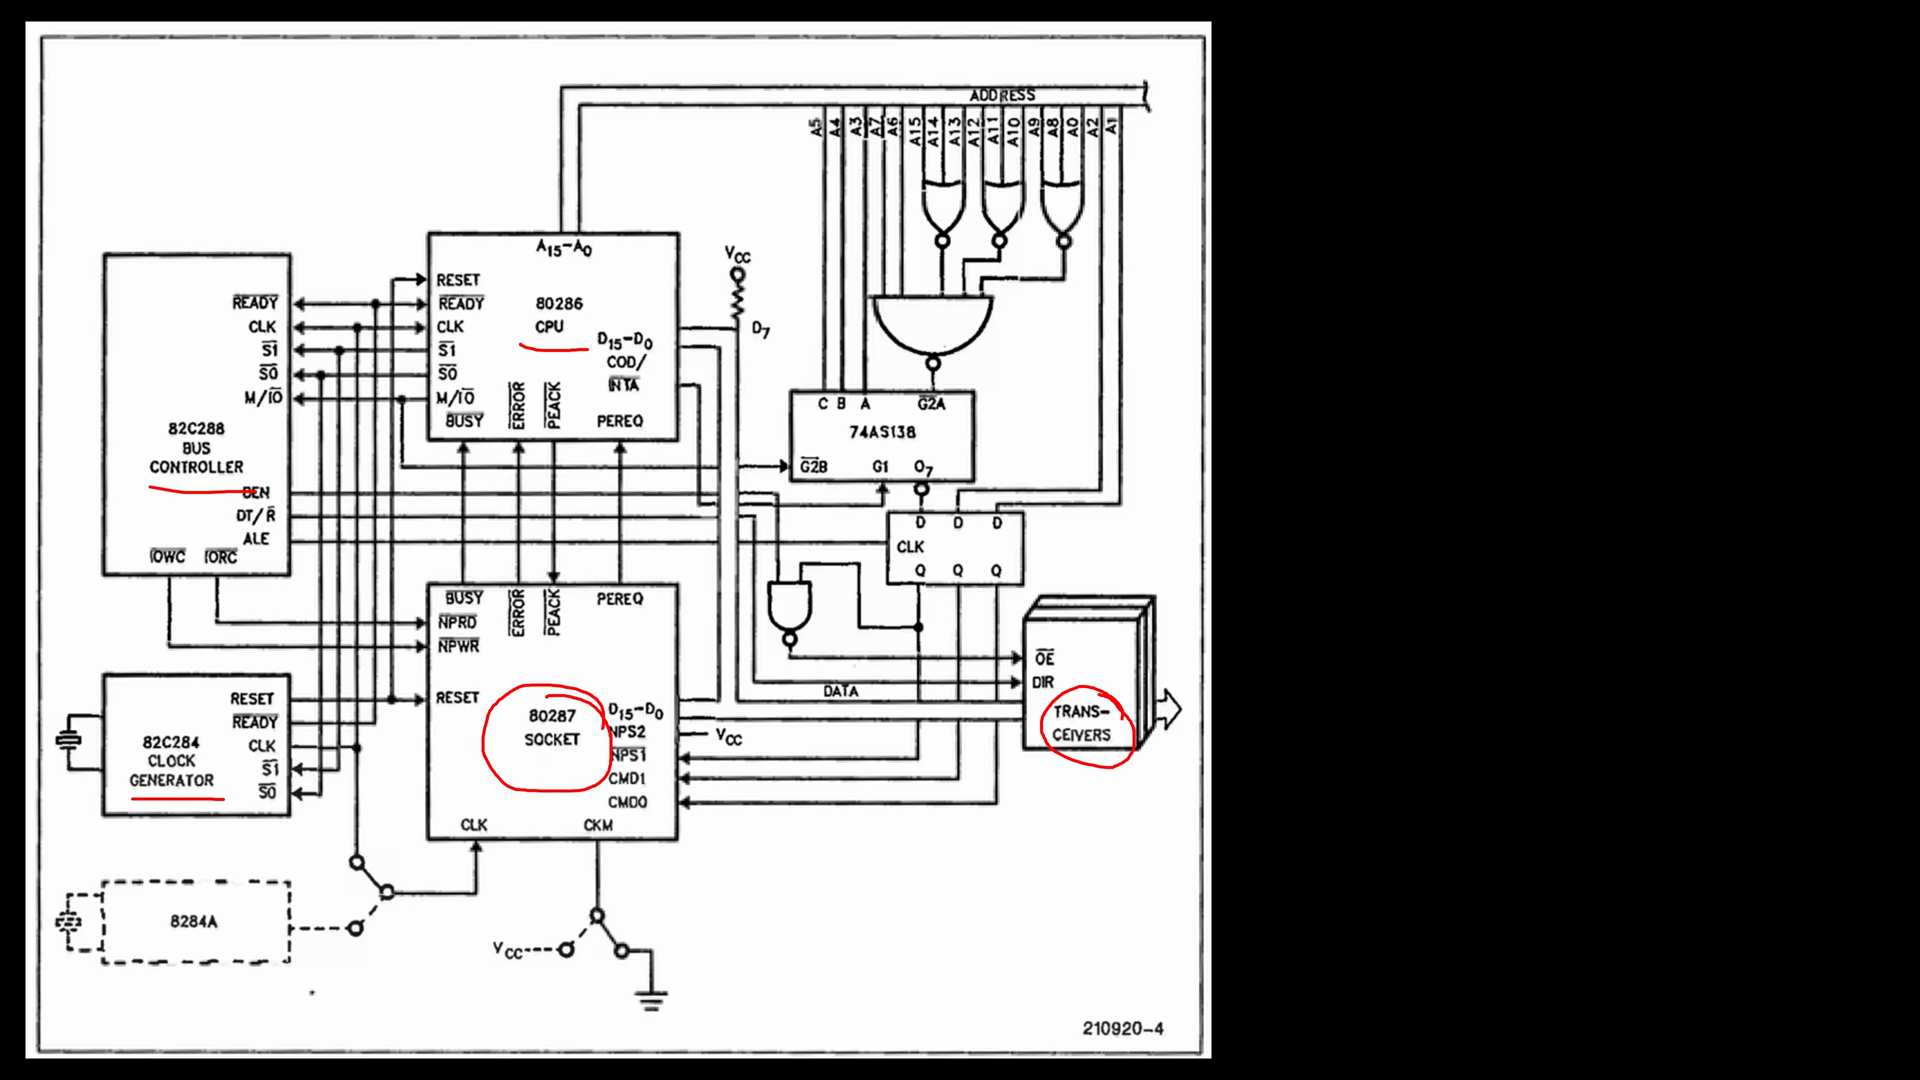 ADDRESS
A5 A4 A3 A7 A6 A15 A14 A13 A12 A11 A10 A9 A8 A0 A2 A1
A15-A0
RESET
READY
CLK
S1
S0
M/IO
82C288
BUS
CONTROLLER
DEN
DT/R
ALE
IOWC IORC
RESET
READY
CLK
S1
S0
M/IO
80286
CPU
D15-D0
COD/
INTA
BUSY ERROR PEACK PEREQ
VCC
D7
C B A G2A
74AS138
G2B G1 O7
D D D
CLK
Q Q Q
BUSY ERROR PEACK PEREQ
NPRD
NPWR
RESET
80287
SOCKET
D15-D0
NPS2
VCC
NPS1
CMD1
CMD0
CLK CKM
DATA
OE
DIR
TRANS-
CEIVERS
RESET
READY
CLK
S1
S0
82C284
CLOCK
GENERATOR
8284A
VCC
210920-4